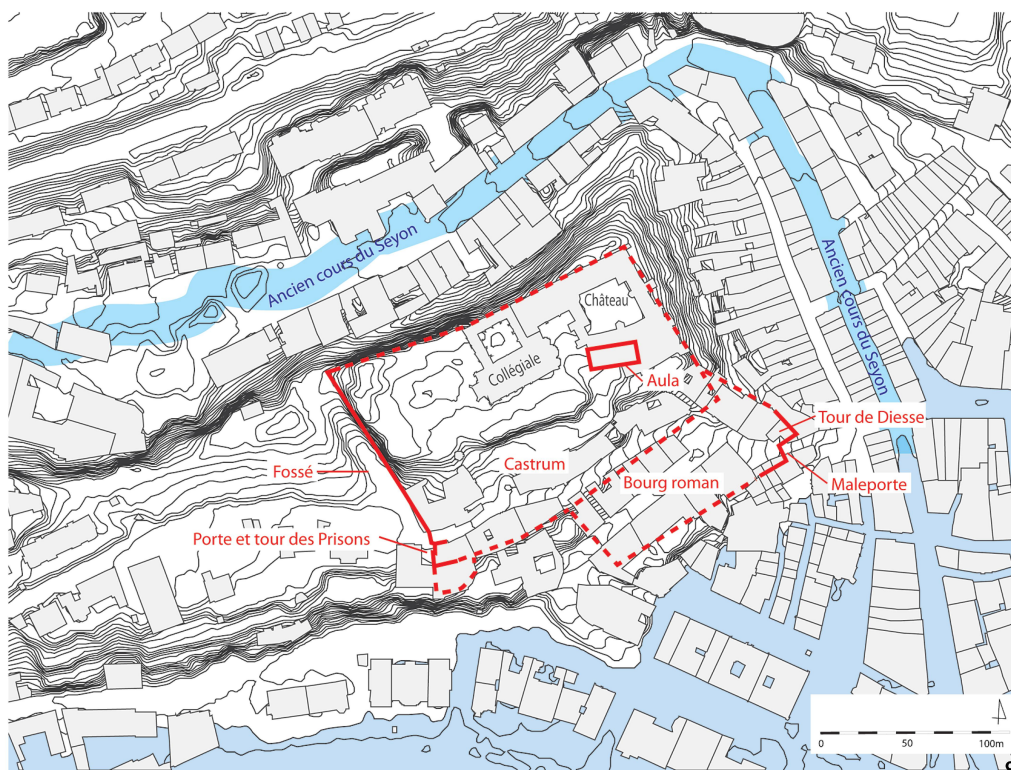 Ancien cours du Seyon
Château
Collégiale
Aula
Ancien cours du Seyon
Tour de Diesse
Fossé
Castrum
Bourg roman
Maleporte
Porte et tour des Prisons
0
50
100m